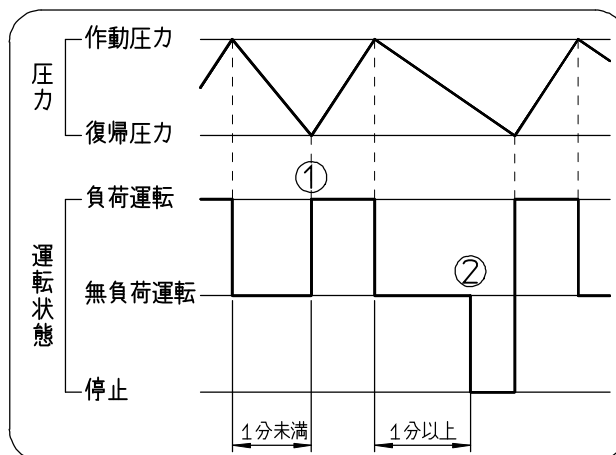 作動圧力
圧力
復帰圧力
①
負荷運転
運転状態
②
無負荷運転
停止
1分未満
1分以上